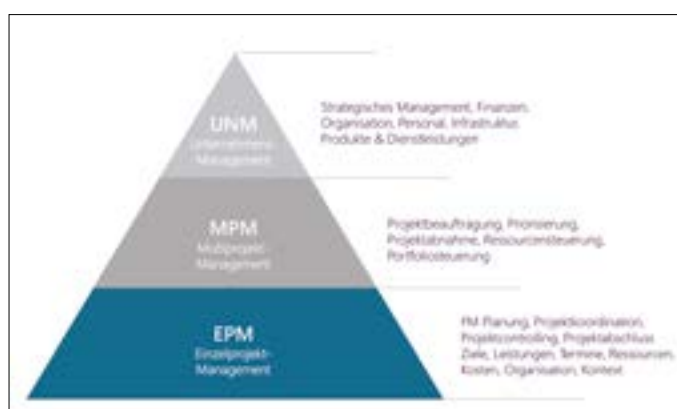 UNM
Unternehmens-
Management
Strategisches Management, Finanzen,
Organisation, Personal, Infrastruktur,
Produkte & Dienstleistungen
MPM
Multiprojekt-
Management
Projektbeauftragung, Priorisierung,
Projektabnahme, Ressourcensteuerung,
Portfoliosteuerung
EPM
Einzelprojekt-
Management
PM Planung, Projektkoordination,
Projektcontrolling, Projektabschluss
Ziele, Leistungen, Termine, Ressourcen,
Kosten, Organisation, Kontext